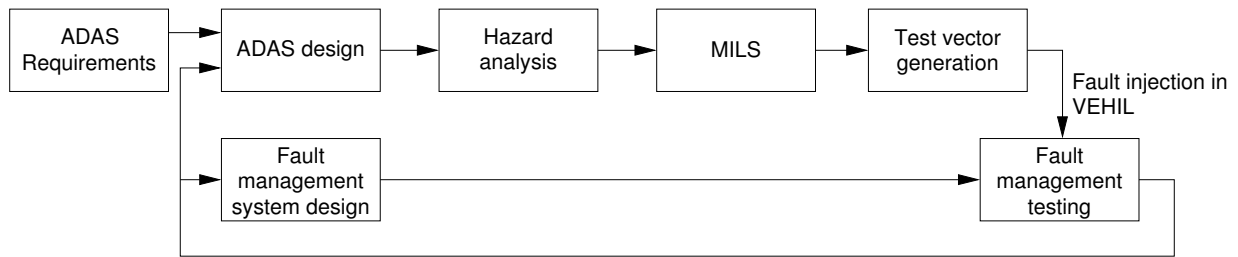 ADAS
Requirements
ADAS design
Hazard
analysis
MILS
Test vector
generation
Fault injection in
VEHIL
Fault
management
system design
Fault
management
testing